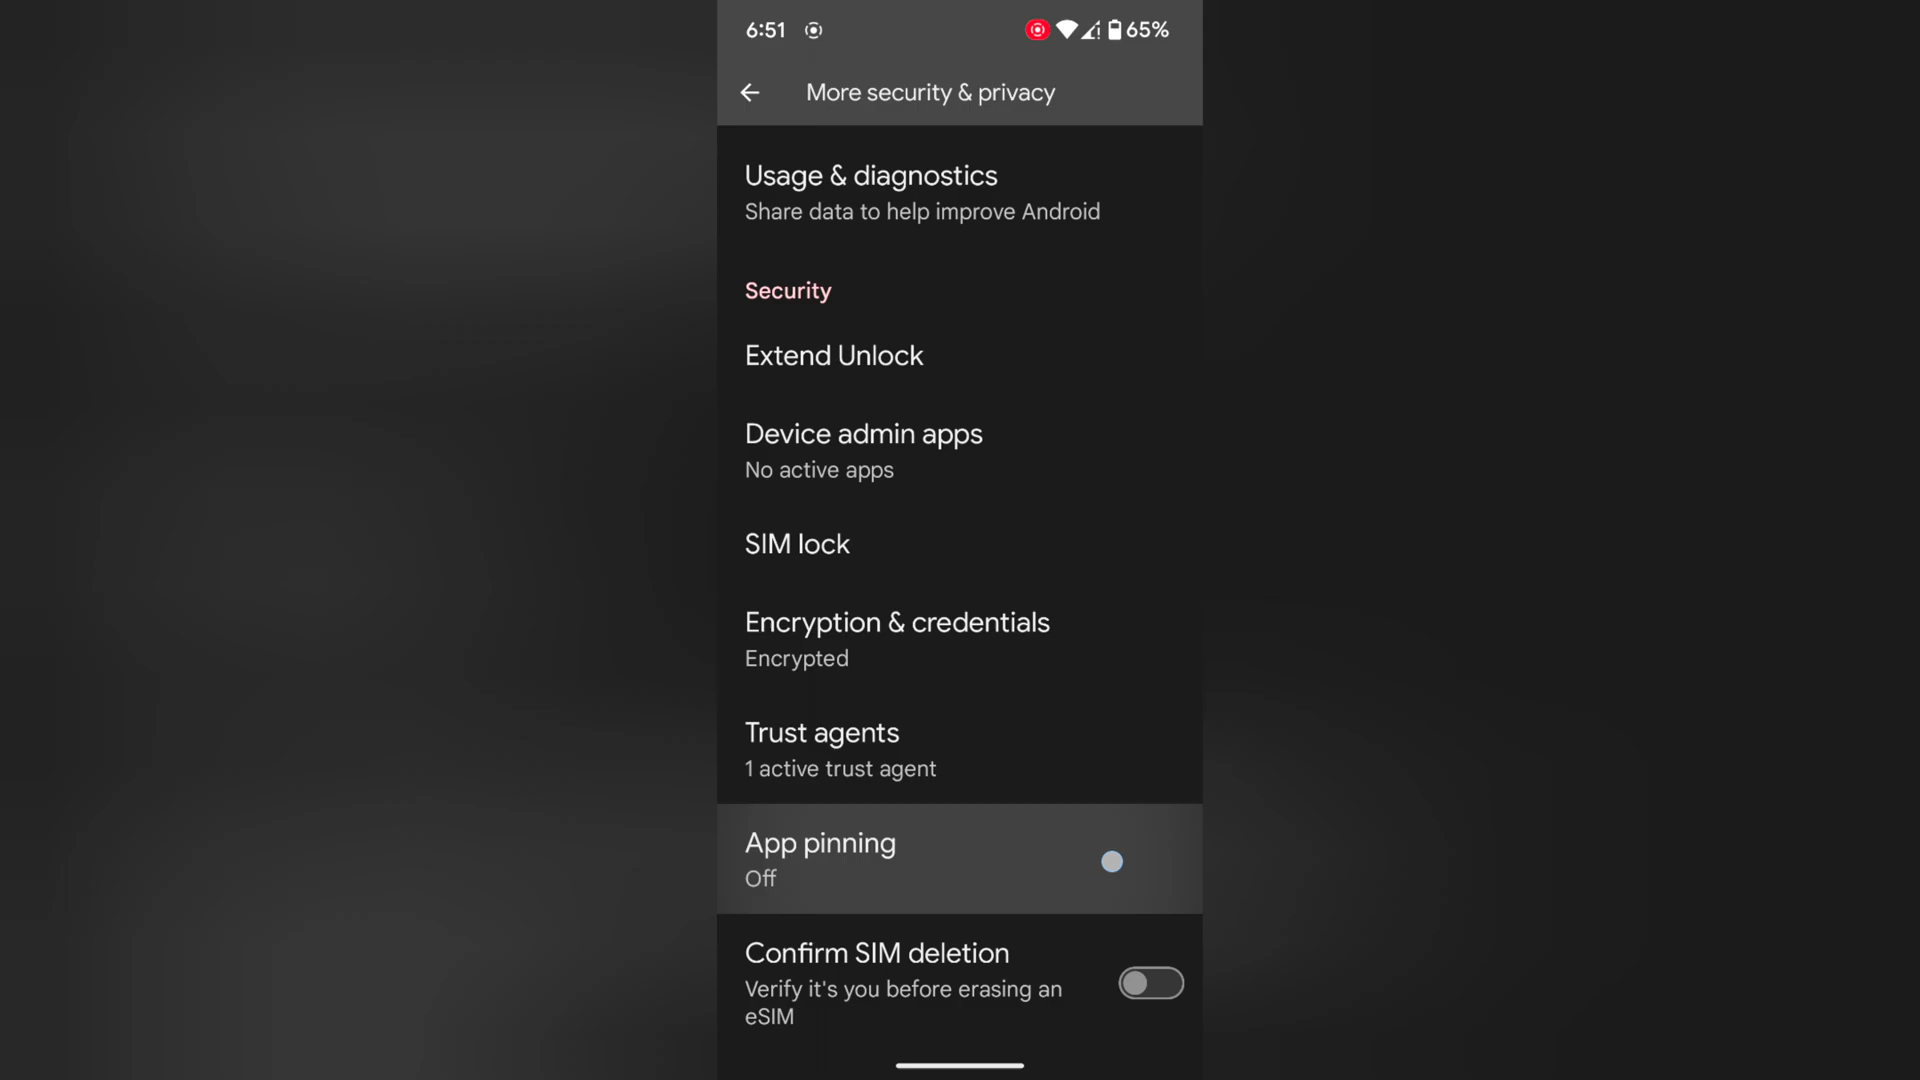 6:51
65%
More security & privacy
Usage & diagnostics
Share data to help improve Android
Security
Extend Unlock
Device admin apps
No active apps
SIM lock
Encryption & credentials
Encrypted
Trust agents
1 active trust agent
App pinning
Off
Confirm SIM deletion
Verify it's you before erasing an
eSIM